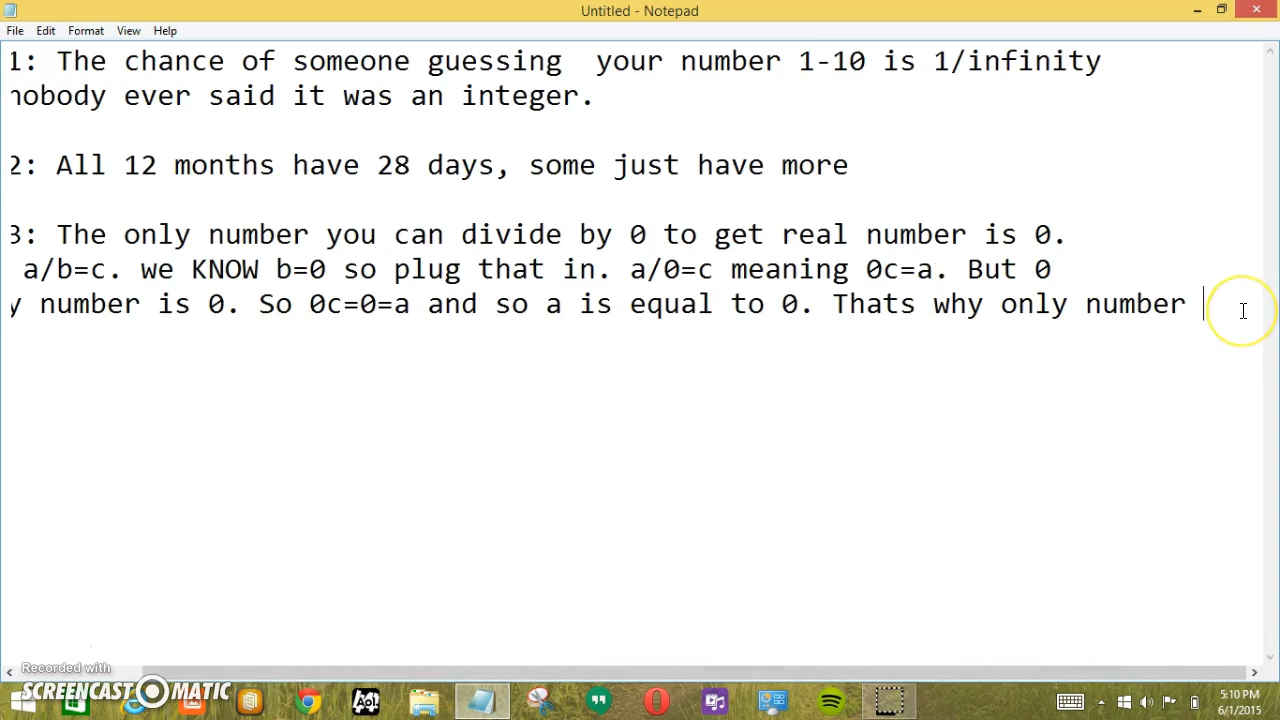 Untitled - Notepad
File Edit Format View Help
1: The chance of someone guessing  your number 1-10 is 1/infinity
nobody ever said it was an integer.
2: All 12 months have 28 days, some just have more
3: The only number you can divide by 0 to get real number is 0.
a/b=c. we KNOW b=0 so plug that in. a/0=c meaning 0c=a. But 0
y number is 0. So 0c=0=a and so a is equal to 0. Thats why only number
Recorded with
SCREENCAST MATIC
Aol.
5:10 PM
6/1/2015